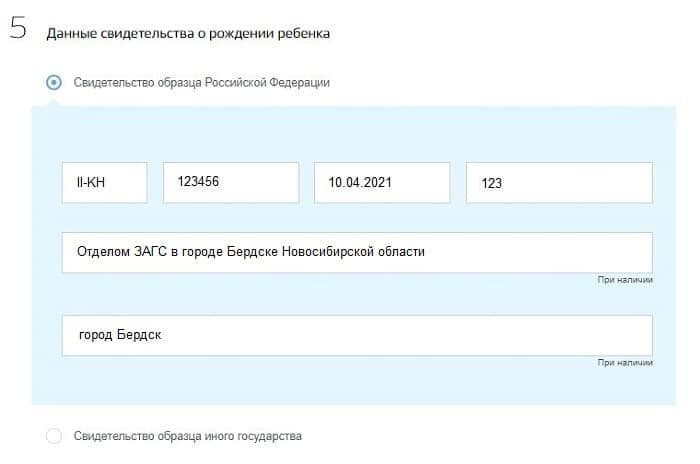 5 Данные свидетельства о рождении ребенка
Свидетельство образца Российской Федерации
II-КН 123456 10.04.2021 123
Отделом ЗАГС в городе Бердске Новосибирской области
При наличии
город Бердск
При наличии
Свидетельство образца иного государства